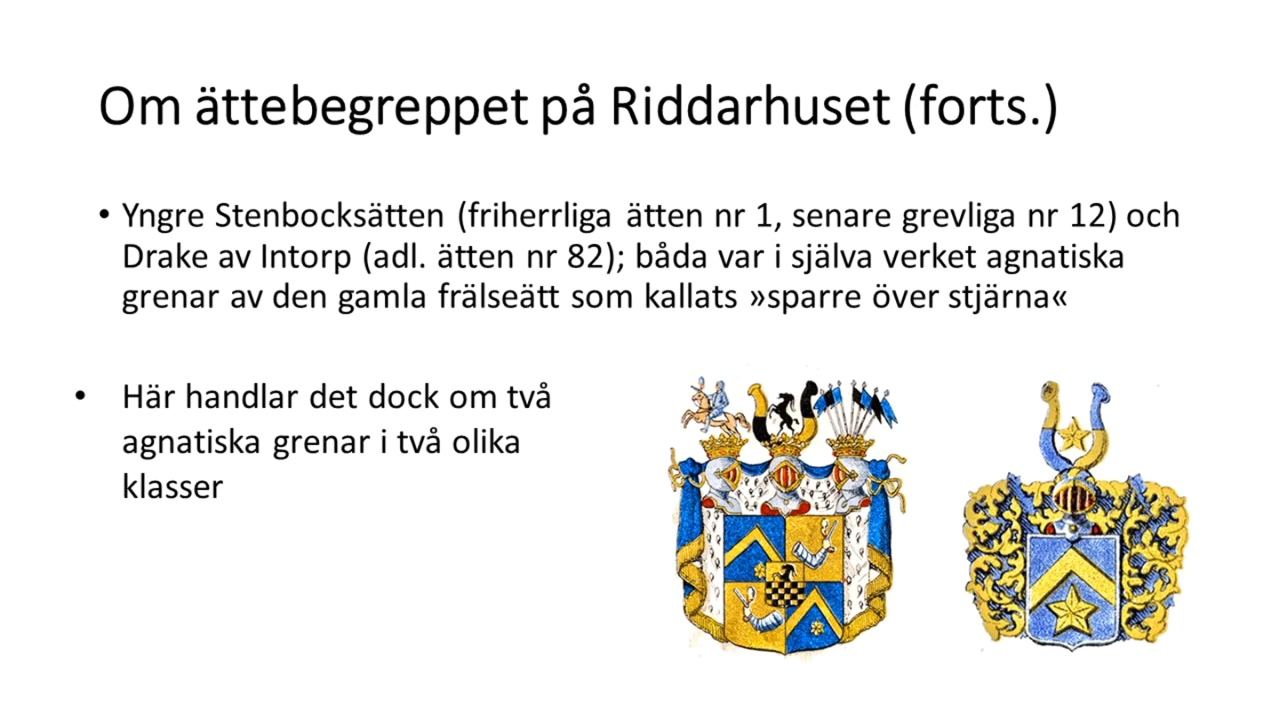 Om ättebegreppet på Riddarhuset (forts.)
• Yngre Stenbocksätten (friherrliga ätten nr 1, senare grevliga nr 12) och
Drake av Intorp (adl. ätten nr 82); båda var i själva verket agnatiska
grenar av den gamla frälseätt som kallats »sparre över stjärna«
• Här handlar det dock om två
agnatiska grenar i två olika
klasser